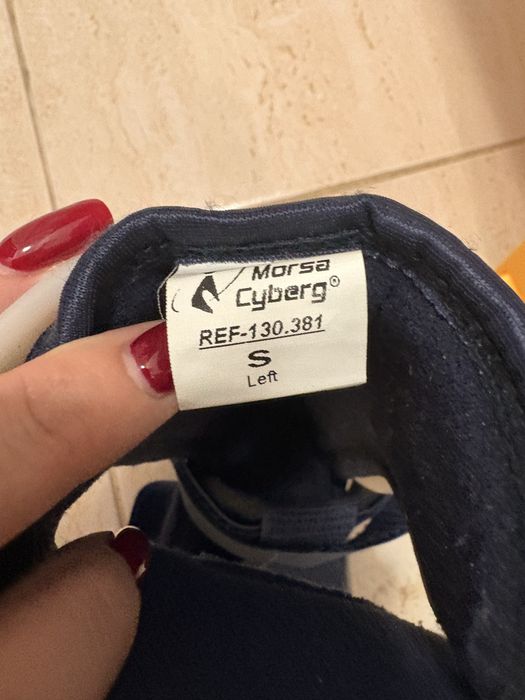 Morsa
Cyberg®
REF-130.381
S
Left